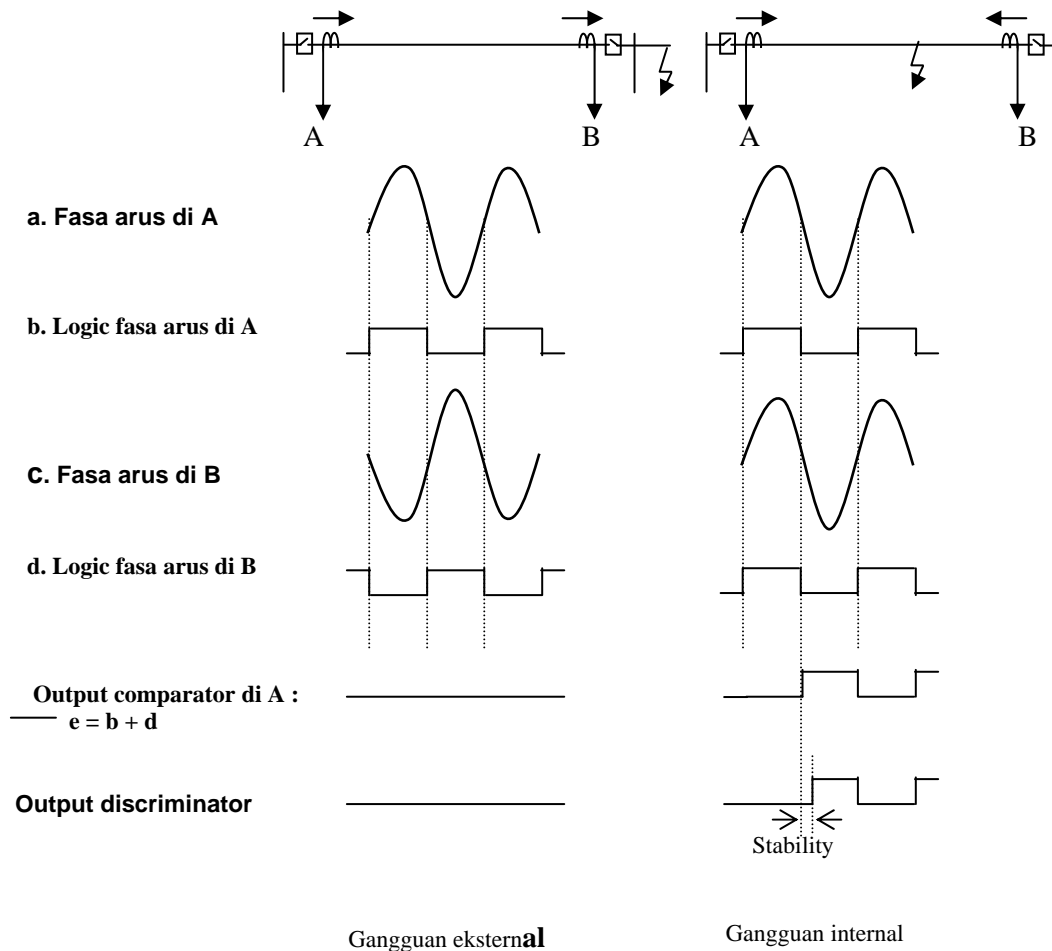 A B A B
a. Fasa arus di A
b. Logic fasa arus di A
c. Fasa arus di B
d. Logic fasa arus di B
Output comparator di A :
e = b + d
Output discriminator
Stability
Gangguan eksternal Gangguan internal